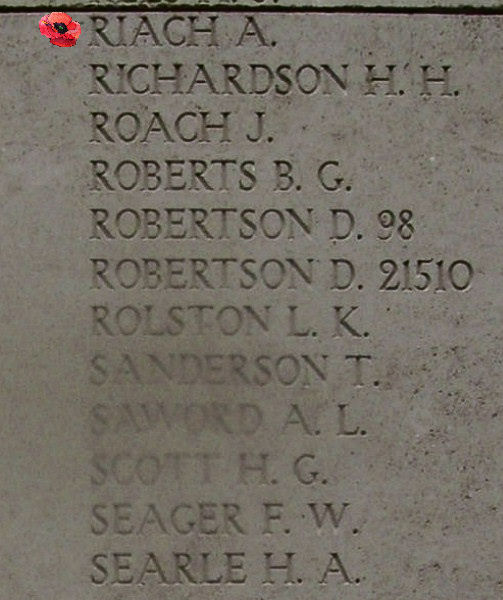 RIACH A.
RICHARDSON H. H.
ROACH J.
ROBERTS B. G.
ROBERTSON D. 98
ROBERTSON D. 21510
ROLSTON L. K.
SANDERSON T.
SAWORD A. L.
SCOTT H. G.
SEAGER F. W.
SEARLE H. A.